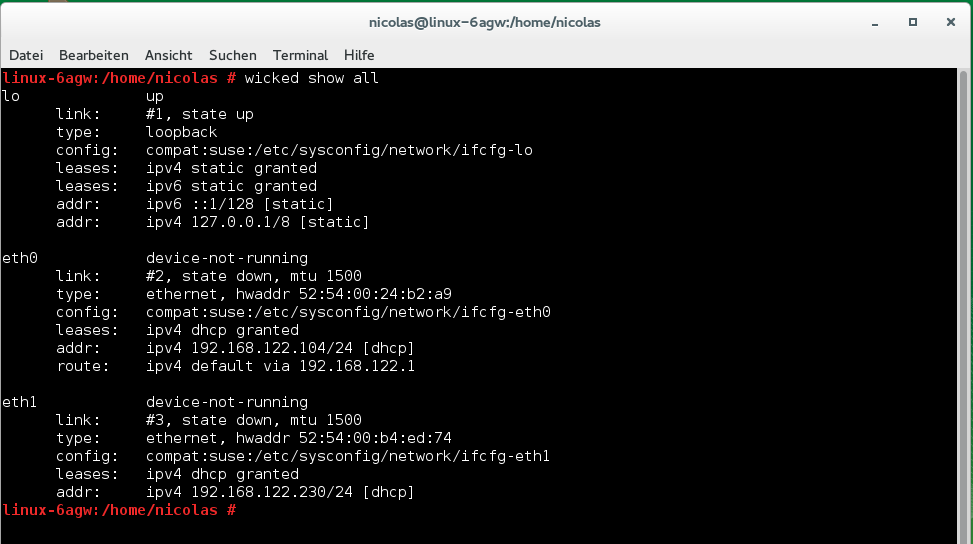 nicolas@linux-6agw:/home/nicolas
Datei Bearbeiten Ansicht Suchen Terminal Hilfe
linux-6agw:/home/nicolas # wicked show all
lo              up
      link:     #1, state up
      type:     loopback
      config:   compat:suse:/etc/sysconfig/network/ifcfg-lo
      leases:   ipv4 static granted
      leases:   ipv6 static granted
      addr:     ipv6 ::1/128 [static]
      addr:     ipv4 127.0.0.1/8 [static]

eth0            device-not-running
      link:     #2, state down, mtu 1500
      type:     ethernet, hwaddr 52:54:00:24:b2:a9
      config:   compat:suse:/etc/sysconfig/network/ifcfg-eth0
      leases:   ipv4 dhcp granted
      addr:     ipv4 192.168.122.104/24 [dhcp]
      route:    ipv4 default via 192.168.122.1

eth1            device-not-running
      link:     #3, state down, mtu 1500
      type:     ethernet, hwaddr 52:54:00:b4:ed:74
      config:   compat:suse:/etc/sysconfig/network/ifcfg-eth1
      leases:   ipv4 dhcp granted
      addr:     ipv4 192.168.122.230/24 [dhcp]
linux-6agw:/home/nicolas #